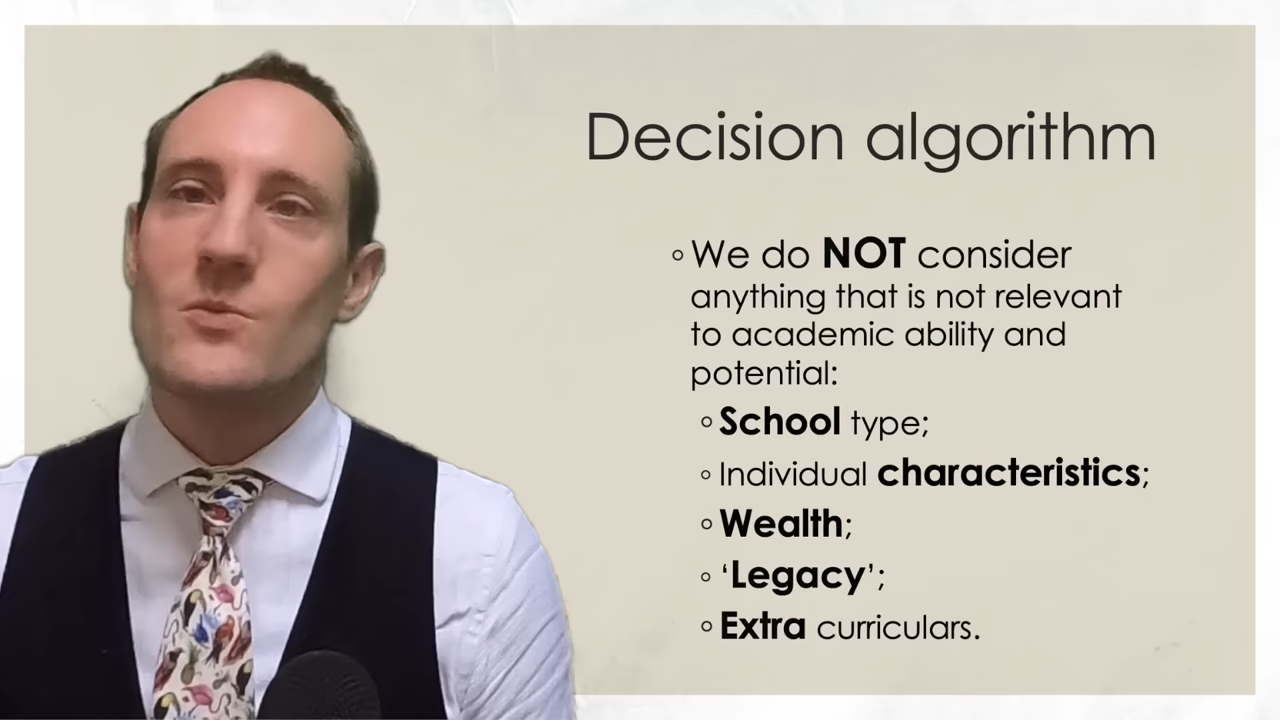 Decision algorithm
◦ We do NOT consider
anything that is not relevant
to academic ability and
potential:
◦ School type;
◦ Individual characteristics;
◦ Wealth;
◦ ‘Legacy’;
◦ Extra curriculars.